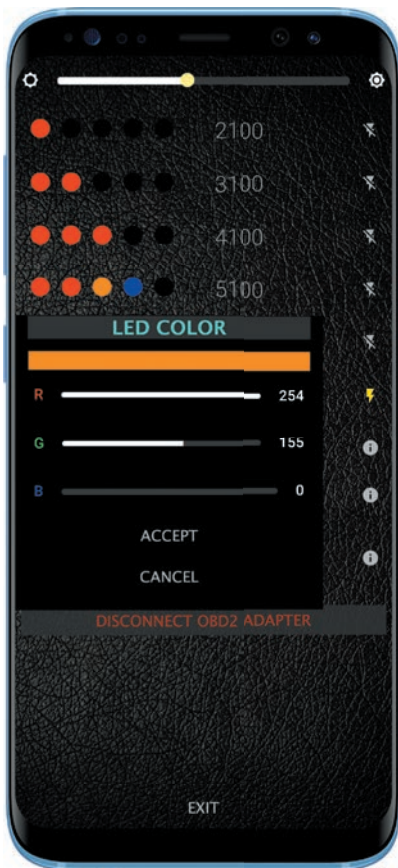 2100
3100
4100
5100
LED COLOR
R 254
G 155
B 0
ACCEPT
CANCEL
DISCONNECT OBD2 ADAPTER
EXIT